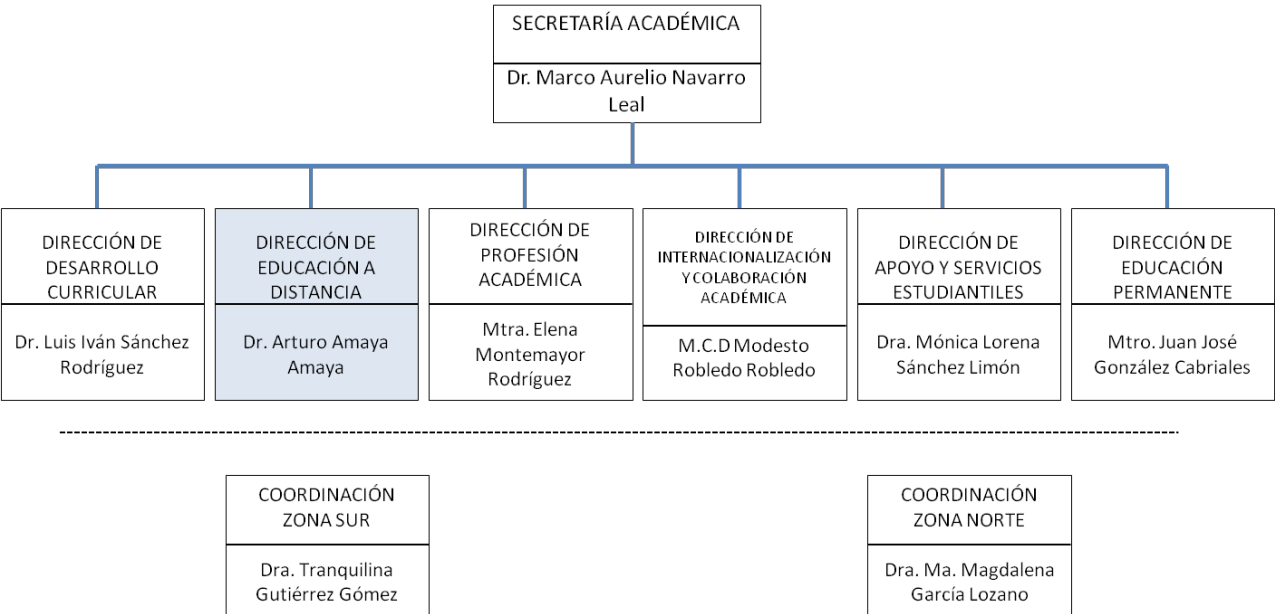 SECRETARÍA ACADÉMICA
Dr. Marco Aurelio Navarro
Leal
DIRECCIÓN DE
DESARROLLO
CURRICULAR
Dr. Luis Iván Sánchez
Rodríguez
DIRECCIÓN DE
EDUCACIÓN A
DISTANCIA
Dr. Arturo Amaya
Amaya
DIRECCIÓN DE
PROFESIÓN
ACADÉMICA
Mtra. Elena
Montemayor
Rodríguez
DIRECCIÓN DE
INTERNACIONALIZACIÓN
Y COLABORACIÓN
ACADÉMICA
M.C.D Modesto
Robledo Robledo
DIRECCIÓN DE
APOYO Y SERVICIOS
ESTUDIANTILES
Dra. Mónica Lorena
Sánchez Limón
DIRECCIÓN DE
EDUCACIÓN
PERMANENTE
Mtro. Juan José
González Cabriales
COORDINACIÓN
ZONA SUR
Dra. Tranquilina
Gutiérrez Gómez
COORDINACIÓN
ZONA NORTE
Dra. Ma. Magdalena
García Lozano